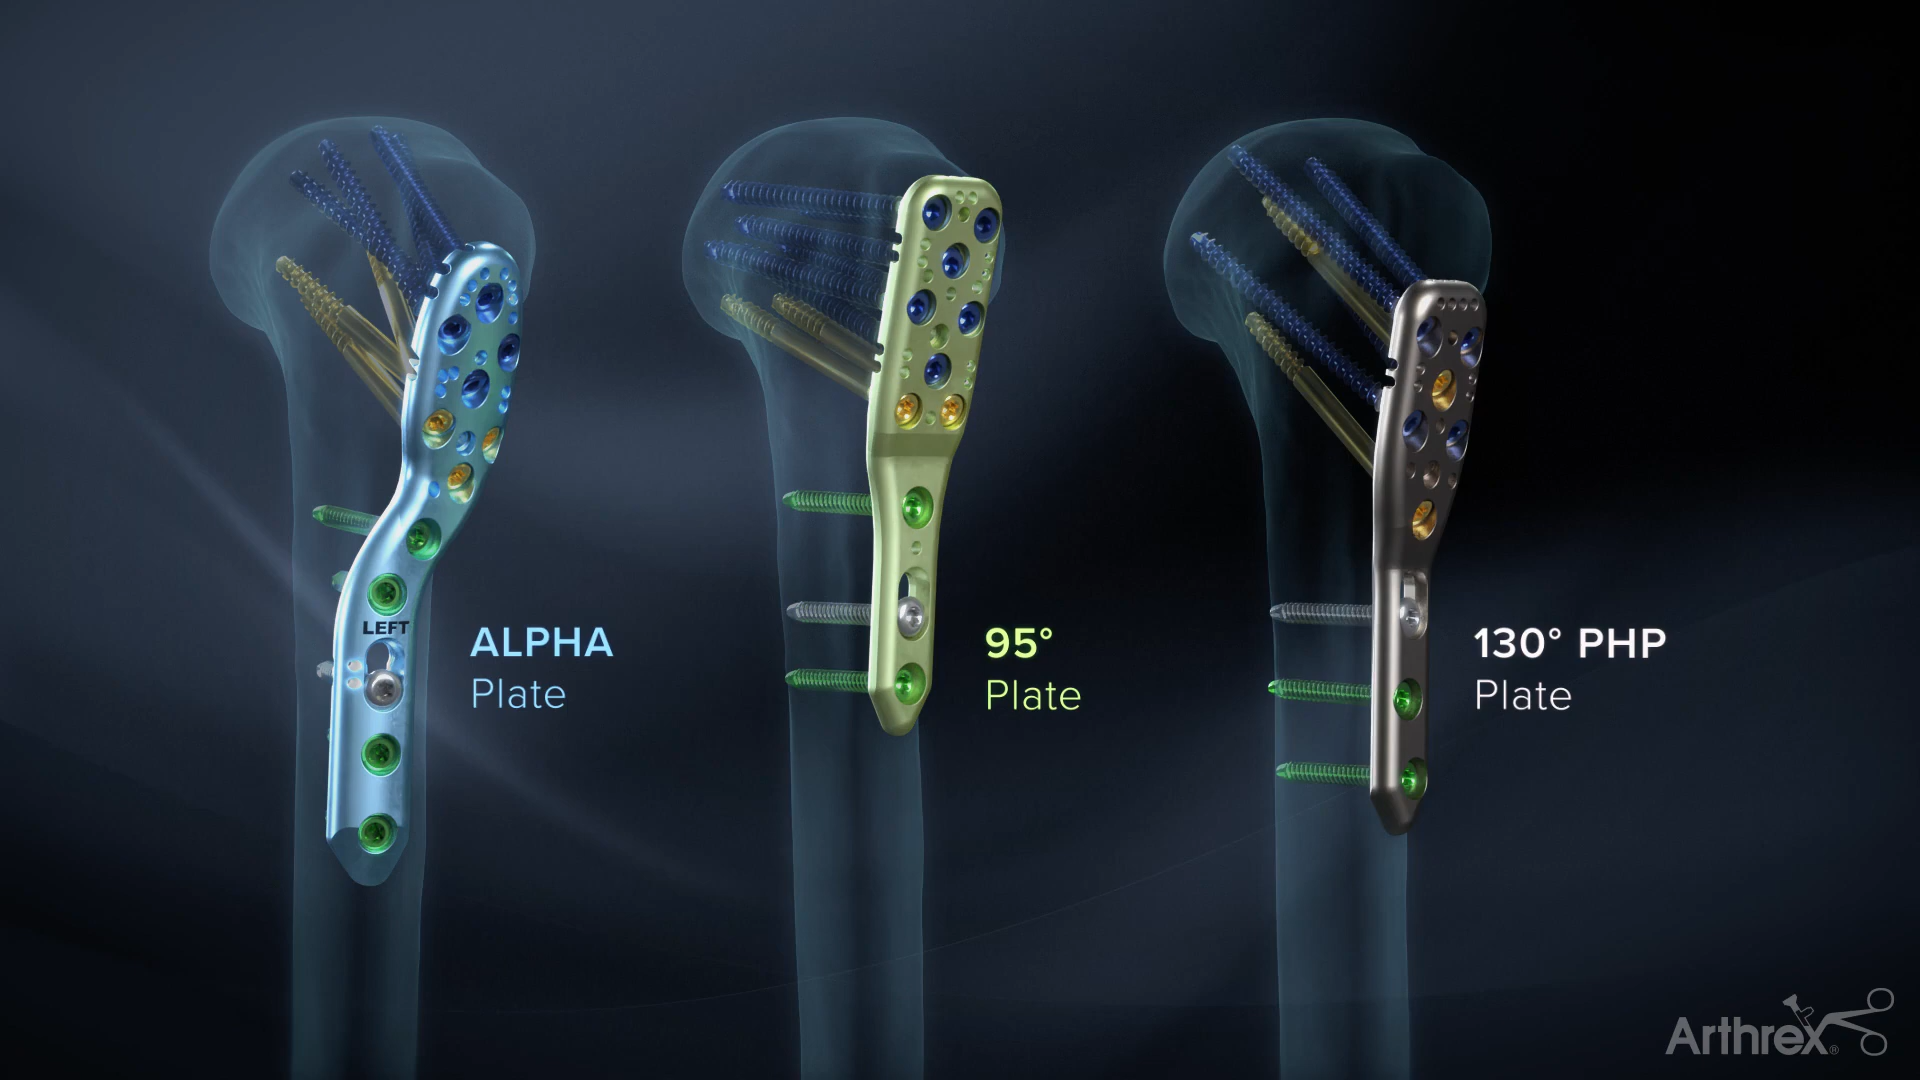 LEFT
ALPHA
Plate
95°
Plate
130° PHP
Plate
Arthrex®